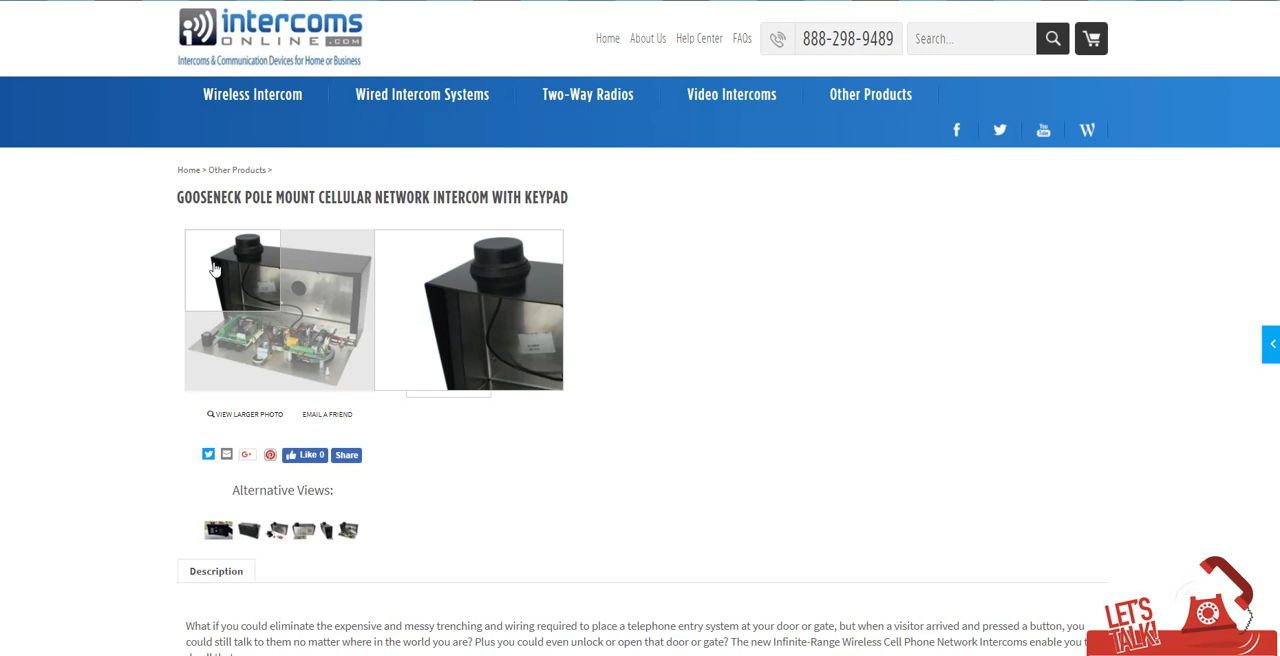 intercoms
ONLINE.COM
Intercoms & Communication Devices for Home or Business
Home About Us Help Center FAQs 888-298-9489 Search...
Wireless Intercom Wired Intercom Systems Two-Way Radios Video Intercoms Other Products
Home > Other Products >
GOOSENECK POLE MOUNT CELLULAR NETWORK INTERCOM WITH KEYPAD
VIEW LARGER PHOTO EMAIL A FRIEND
Like 0 Share
Alternative Views:
Description
What if you could eliminate the expensive and messy trenching and wiring required to place a telephone entry system at your door or gate, but when a visitor arrived and pressed a button, you
could still talk to them no matter where in the world you are? Plus you could even unlock or open that door or gate? The new Infinite-Range Wireless Cell Phone Network Intercoms enable you
LET'S
TALK!